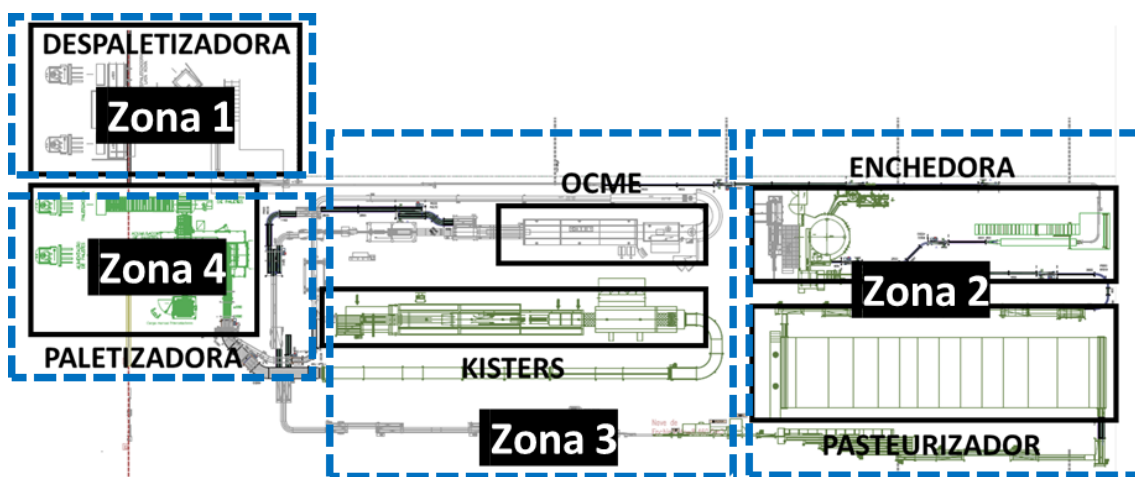 DESPALETIZADORA
Zona 1
OCME
ENCHEDORA
Zona 4
Zona 2
PALETIZADORA
KISTERS
Zona 3
PASTEURIZADOR